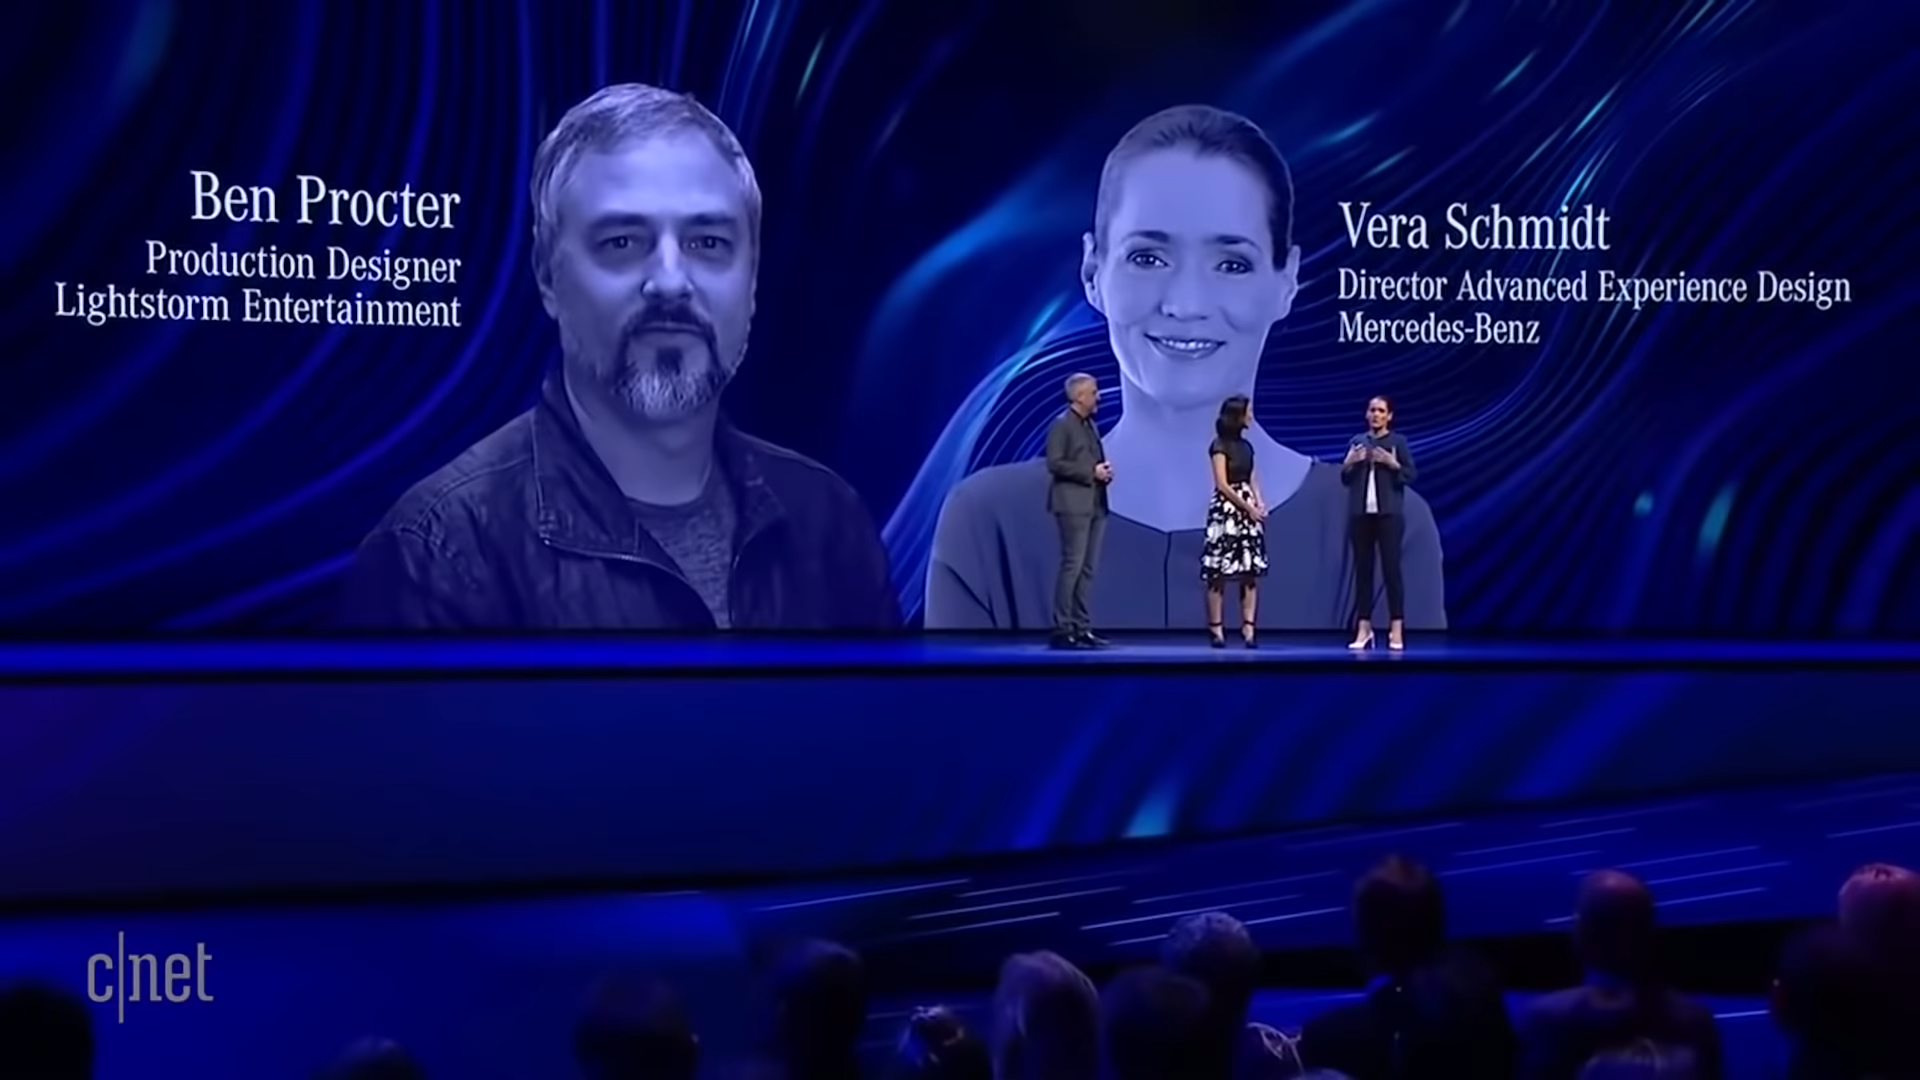 Ben Procter
Production Designer
Lightstorm Entertainment
Vera Schmidt
Director Advanced Experience Design
Mercedes-Benz
c|net